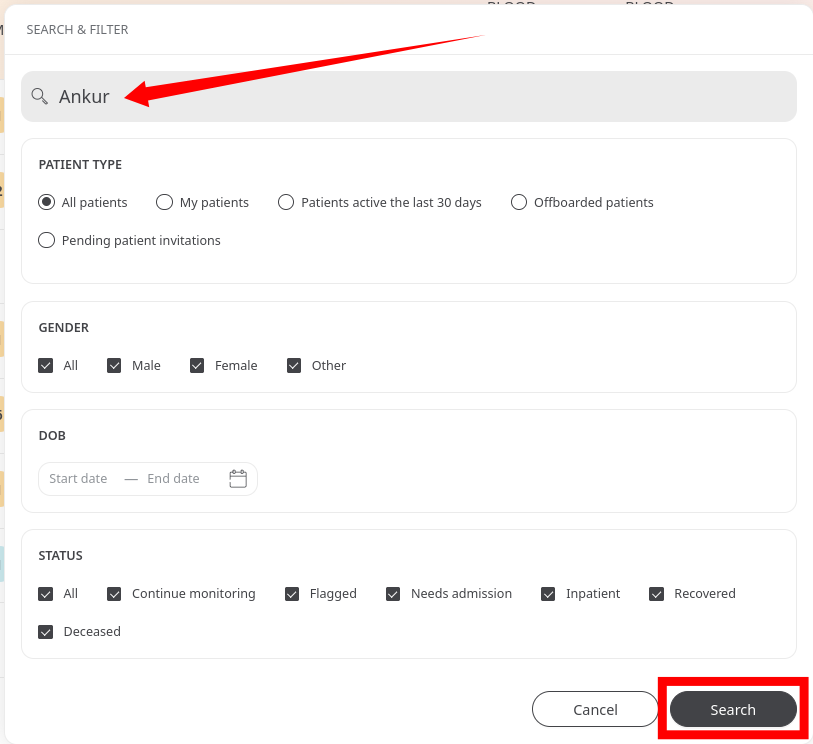 SEARCH & FILTER
Ankur
PATIENT TYPE
All patients My patients Patients active the last 30 days Offboarded patients
Pending patient invitations
GENDER
All Male Female Other
DOB
Start date — End date
STATUS
All Continue monitoring Flagged Needs admission Inpatient Recovered
Deceased
Cancel Search